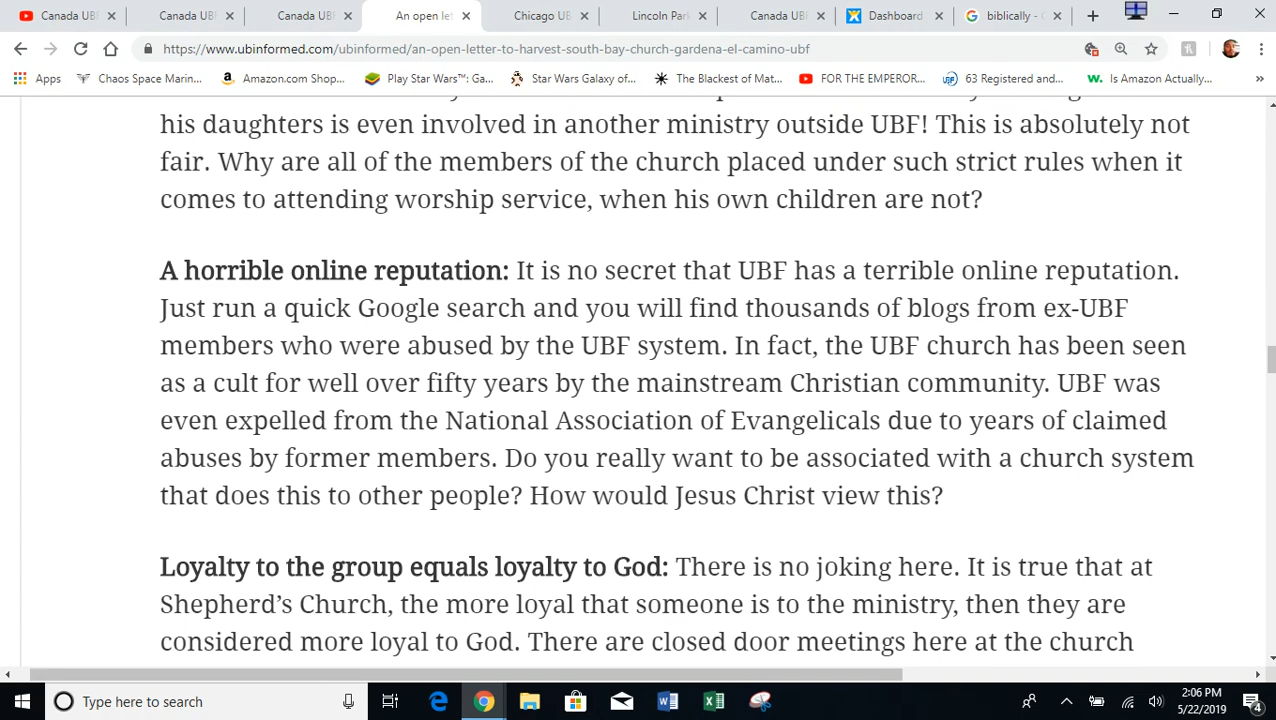 Canada UBF
Canada UBF
Canada UBF
An open let
Chicago UB
Lincoln Park
Canada UBF
Dashboard
biblically - G
https://www.ubinformed.com/ubinformed/an-open-letter-to-harvest-south-bay-church-gardena-el-camino-ubf
Apps
Chaos Space Marin...
Amazon.com Shop...
Play Star Wars™: Ga...
Star Wars Galaxy of...
The Blackest of Mat...
FOR THE EMPEROR...
63 Registered and...
Is Amazon Actually...
»
his daughters is even involved in another ministry outside UBF! This is absolutely not
fair. Why are all of the members of the church placed under such strict rules when it
comes to attending worship service, when his own children are not?
A horrible online reputation: It is no secret that UBF has a terrible online reputation.
Just run a quick Google search and you will find thousands of blogs from ex-UBF
members who were abused by the UBF system. In fact, the UBF church has been seen
as a cult for well over fifty years by the mainstream Christian community. UBF was
even expelled from the National Association of Evangelicals due to years of claimed
abuses by former members. Do you really want to be associated with a church system
that does this to other people? How would Jesus Christ view this?
Loyalty to the group equals loyalty to God: There is no joking here. It is true that at
Shepherd's Church, the more loyal that someone is to the ministry, then they are
considered more loyal to God. There are closed door meetings here at the church
Type here to search
2:06 PM
5/22/2019
4